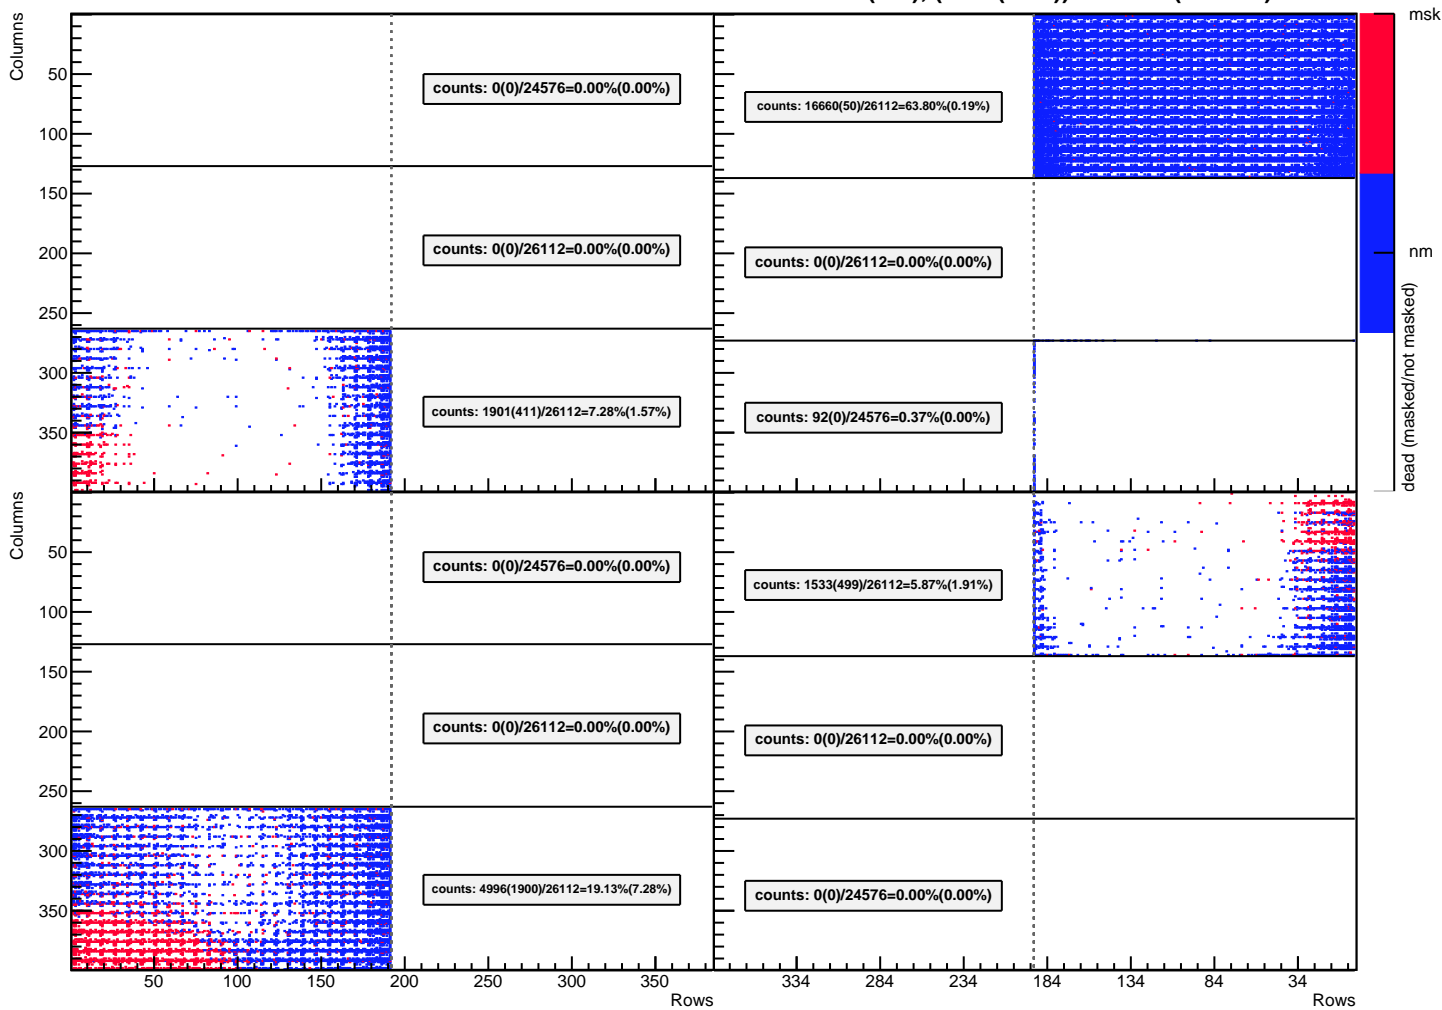 msk
Columns
50
100
150
200
250
300
350
counts: 0(0)/24576=0.00%(0.00%)
counts: 0(0)/26112=0.00%(0.00%)
counts: 1901(411)/26112=7.28%(1.57%)
counts: 16660(50)/26112=63.80%(0.19%)
counts: 0(0)/26112=0.00%(0.00%)
counts: 92(0)/24576=0.37%(0.00%)
nm
dead (masked/not masked)
Columns
50
100
150
200
250
300
350
counts: 0(0)/24576=0.00%(0.00%)
counts: 0(0)/26112=0.00%(0.00%)
counts: 4996(1900)/26112=19.13%(7.28%)
counts: 1533(499)/26112=5.87%(1.91%)
counts: 0(0)/26112=0.00%(0.00%)
counts: 0(0)/24576=0.00%(0.00%)
50 100 150 200 250 300 350
Rows
334 284 234 184 134 84 34
Rows